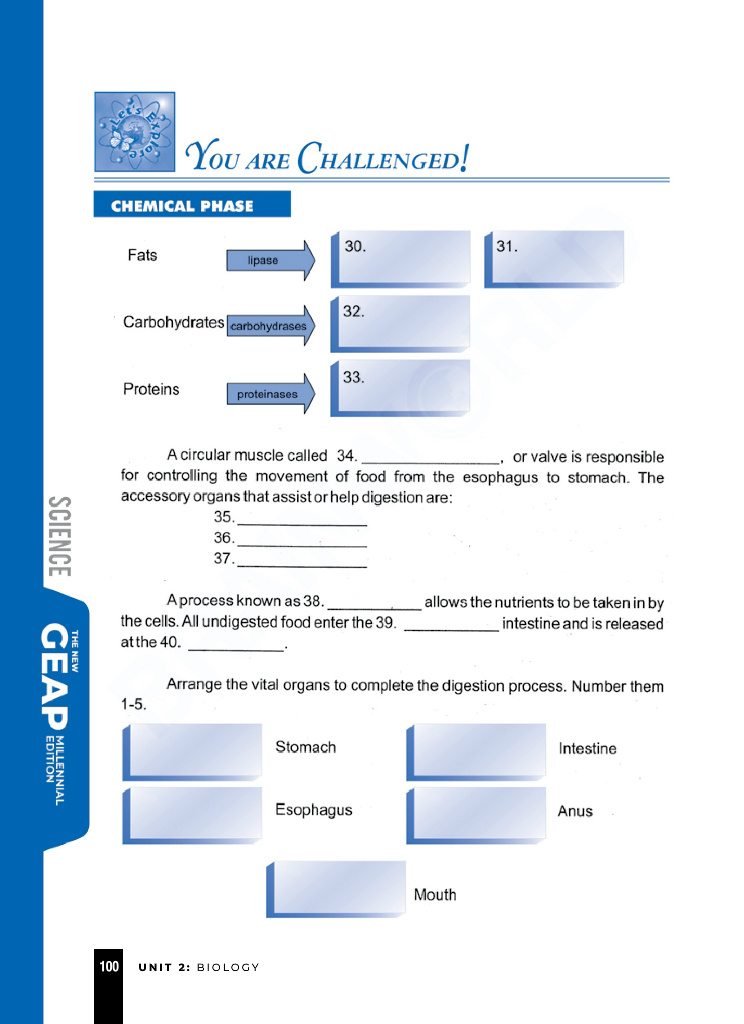 Let's Explore
YOU ARE CHALLENGED!
CHEMICAL PHASE
Fats lipase 30. 31.
Carbohydrates carbohydrases 32.
Proteins proteinases 33.
A circular muscle called 34. _______________, or valve is responsible
for controlling the movement of food from the esophagus to stomach. The
accessory organs that assist or help digestion are:
35. _______________
36. _______________
37. _______________
A process known as 38. ___________ allows the nutrients to be taken in by
the cells. All undigested food enter the 39. ___________ intestine and is released
at the 40. ___________.
Arrange the vital organs to complete the digestion process. Number them
1-5.
Stomach Intestine
Esophagus Anus
Mouth
SCIENCE
THE NEW
GEAP
MILLENNIAL
EDITION
100 UNIT 2: BIOLOGY